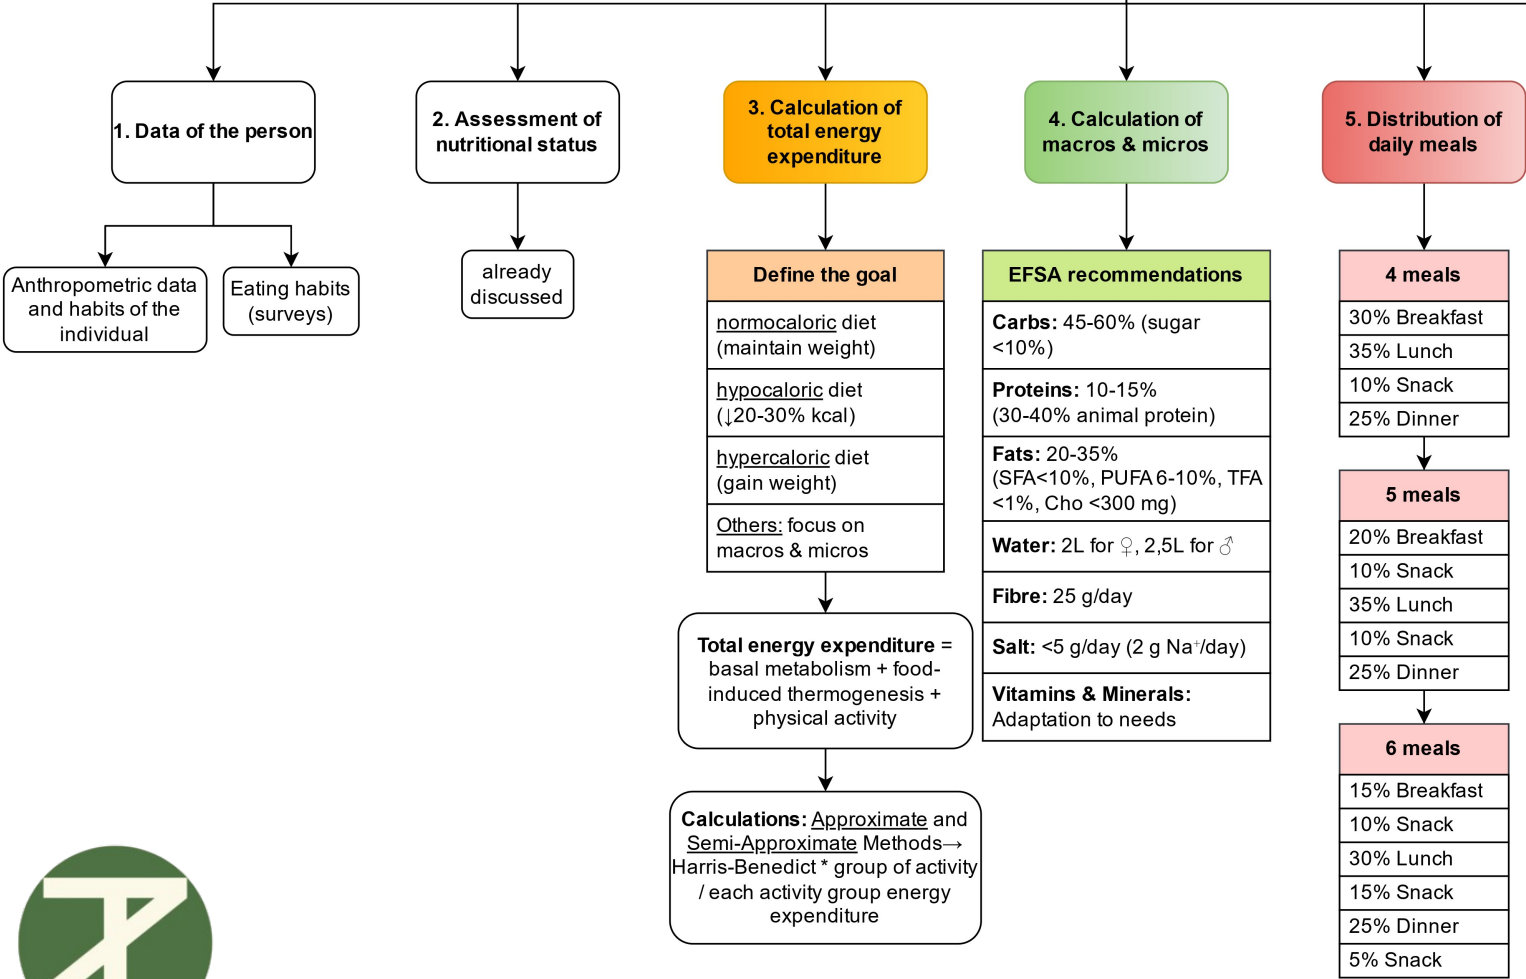 1. Data of the person
Anthropometric data
and habits of the
individual
Eating habits
(surveys)
2. Assessment of
nutritional status
already
discussed
3. Calculation of
total energy
expenditure
Define the goal
normocaloric diet
(maintain weight)
hypocaloric diet
(↓20-30% kcal)
hypercaloric diet
(gain weight)
Others: focus on
macros & micros
Total energy expenditure =
basal metabolism + food-
induced thermogenesis +
physical activity
Calculations: Approximate and
Semi-Approximate Methods→
Harris-Benedict * group of activity
/ each activity group energy
expenditure
4. Calculation of
macros & micros
EFSA recommendations
Carbs: 45-60% (sugar
<10%)
Proteins: 10-15%
(30-40% animal protein)
Fats: 20-35%
(SFA<10%, PUFA 6-10%, TFA
<1%, Cho <300 mg)
Water: 2L for ♀, 2,5L for ♂
Fibre: 25 g/day
Salt: <5 g/day (2 g Na⁺/day)
Vitamins & Minerals:
Adaptation to needs
5. Distribution of
daily meals
4 meals
30% Breakfast
35% Lunch
10% Snack
25% Dinner
5 meals
20% Breakfast
10% Snack
35% Lunch
10% Snack
25% Dinner
6 meals
15% Breakfast
10% Snack
30% Lunch
15% Snack
25% Dinner
5% Snack